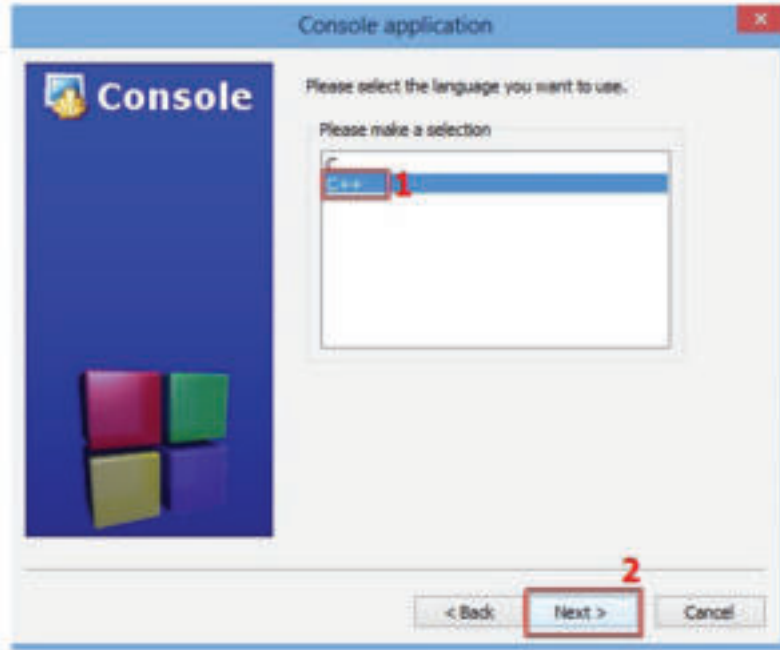 Console application
Console
Please select the language you want to use.
Please make a selection
C
C++
1
2
< Back
Next >
Cancel